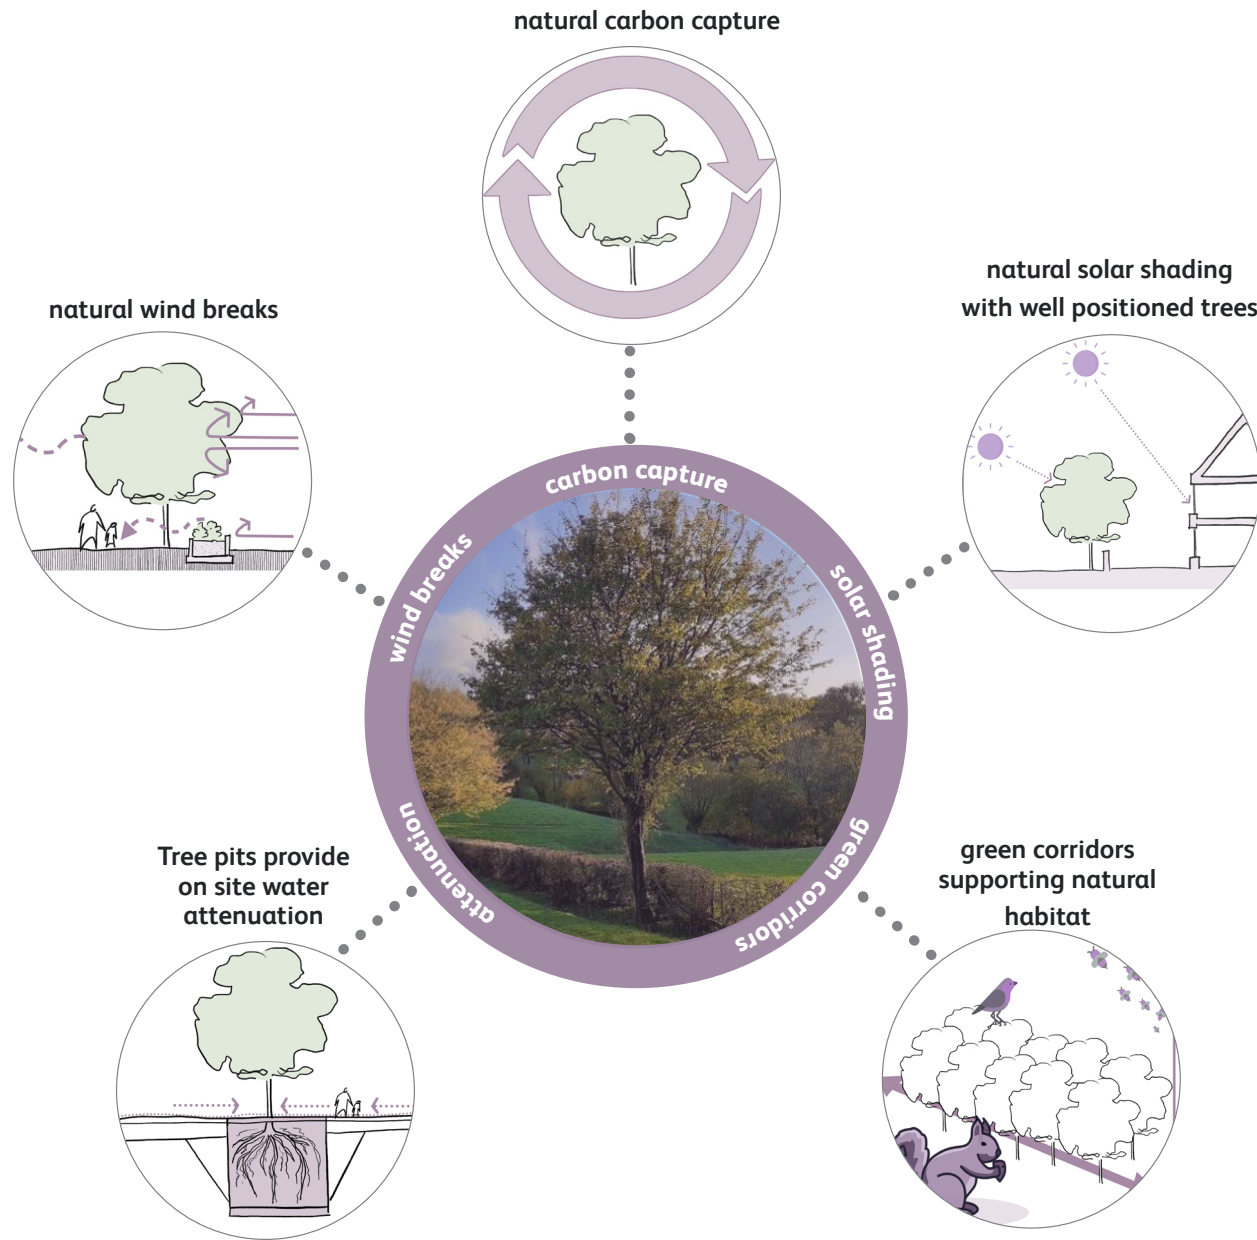 natural carbon capture
natural solar shading
with well positioned trees
natural wind breaks
carbon capture
wind breaks
solar shading
attenuation
green corridors
Tree pits provide
on site water
attenuation
green corridors
supporting natural
habitat